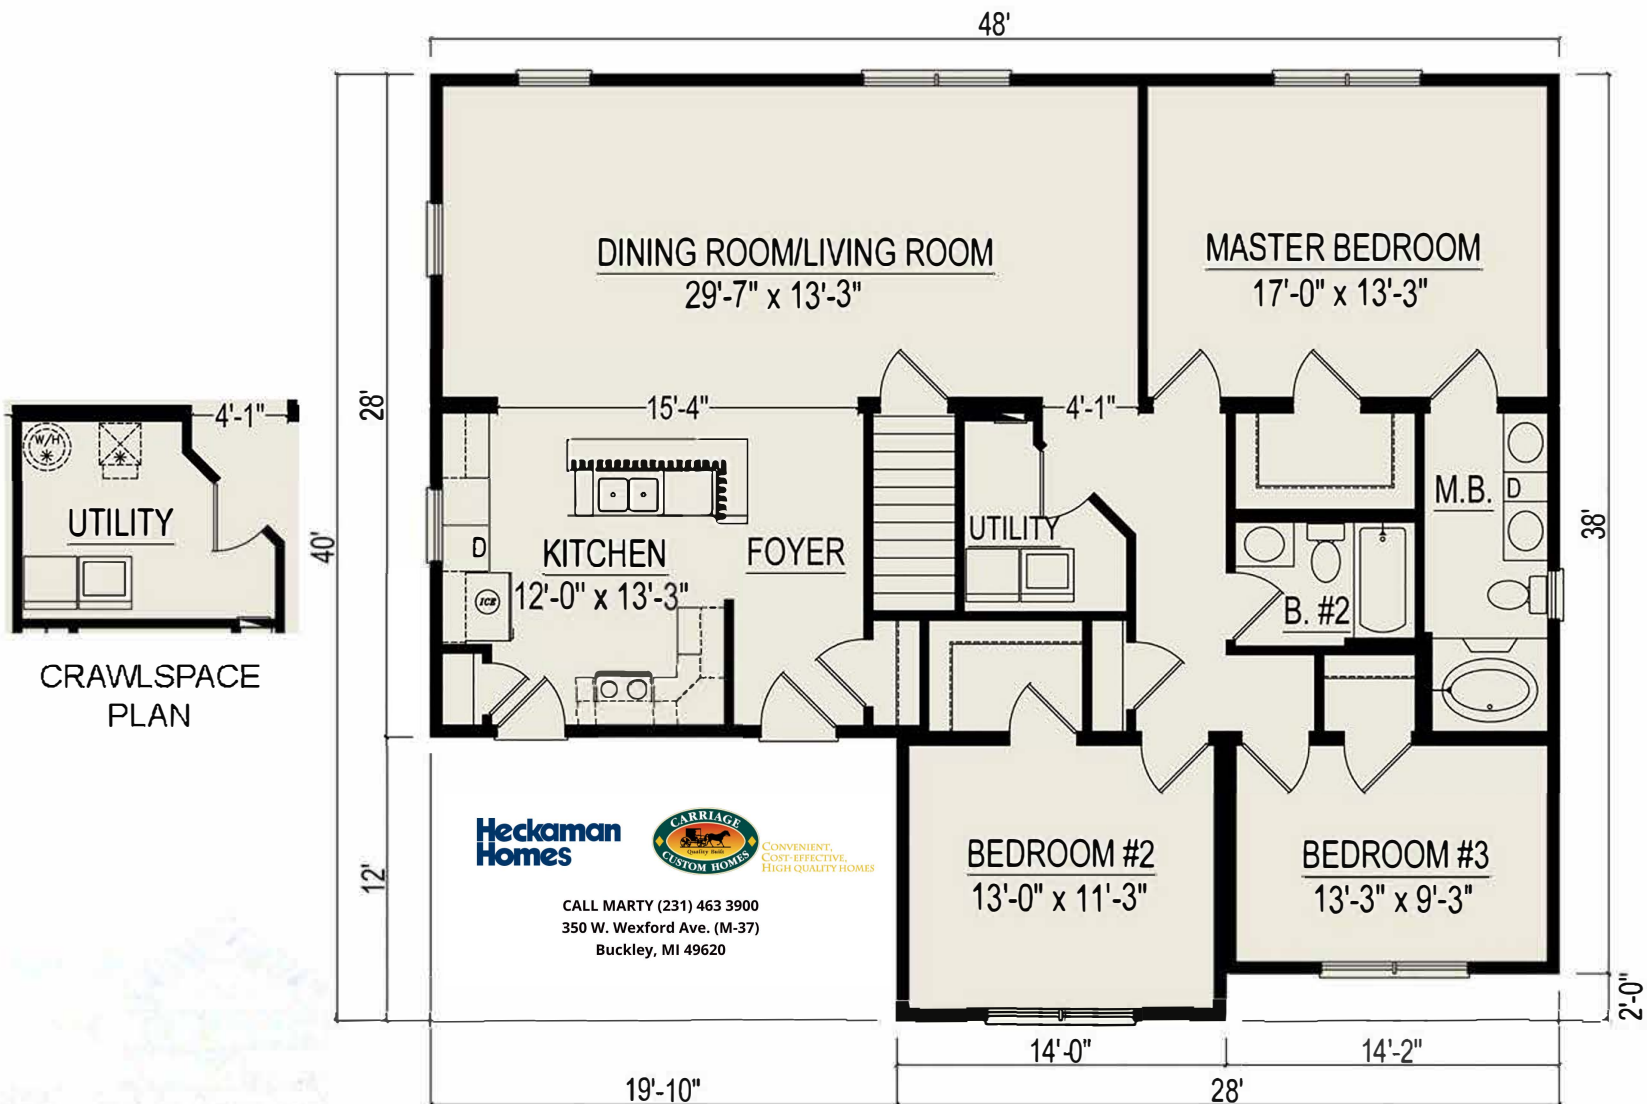 48'
DINING ROOM/LIVING ROOM
29'-7" x 13'-3"
MASTER BEDROOM
17'-0" x 13'-3"
28'
40'
12'
38'
2'-0"
15'-4"
4'-1"
4'-1"
W/H
UTILITY
CRAWLSPACE
PLAN
D
KITCHEN
12'-0" x 13'-3"
ICE
FOYER
UTILITY
M.B.
D
B. #2
BEDROOM #2
13'-0" x 11'-3"
BEDROOM #3
13'-3" x 9'-3"
Heckaman
Homes
CARRIAGE
Quality Built
CUSTOM HOMES
CONVENIENT,
COST-EFFECTIVE,
HIGH QUALITY HOMES
CALL MARTY (231) 463 3900
350 W. Wexford Ave. (M-37)
Buckley, MI 49620
14'-0"
14'-2"
19'-10"
28'